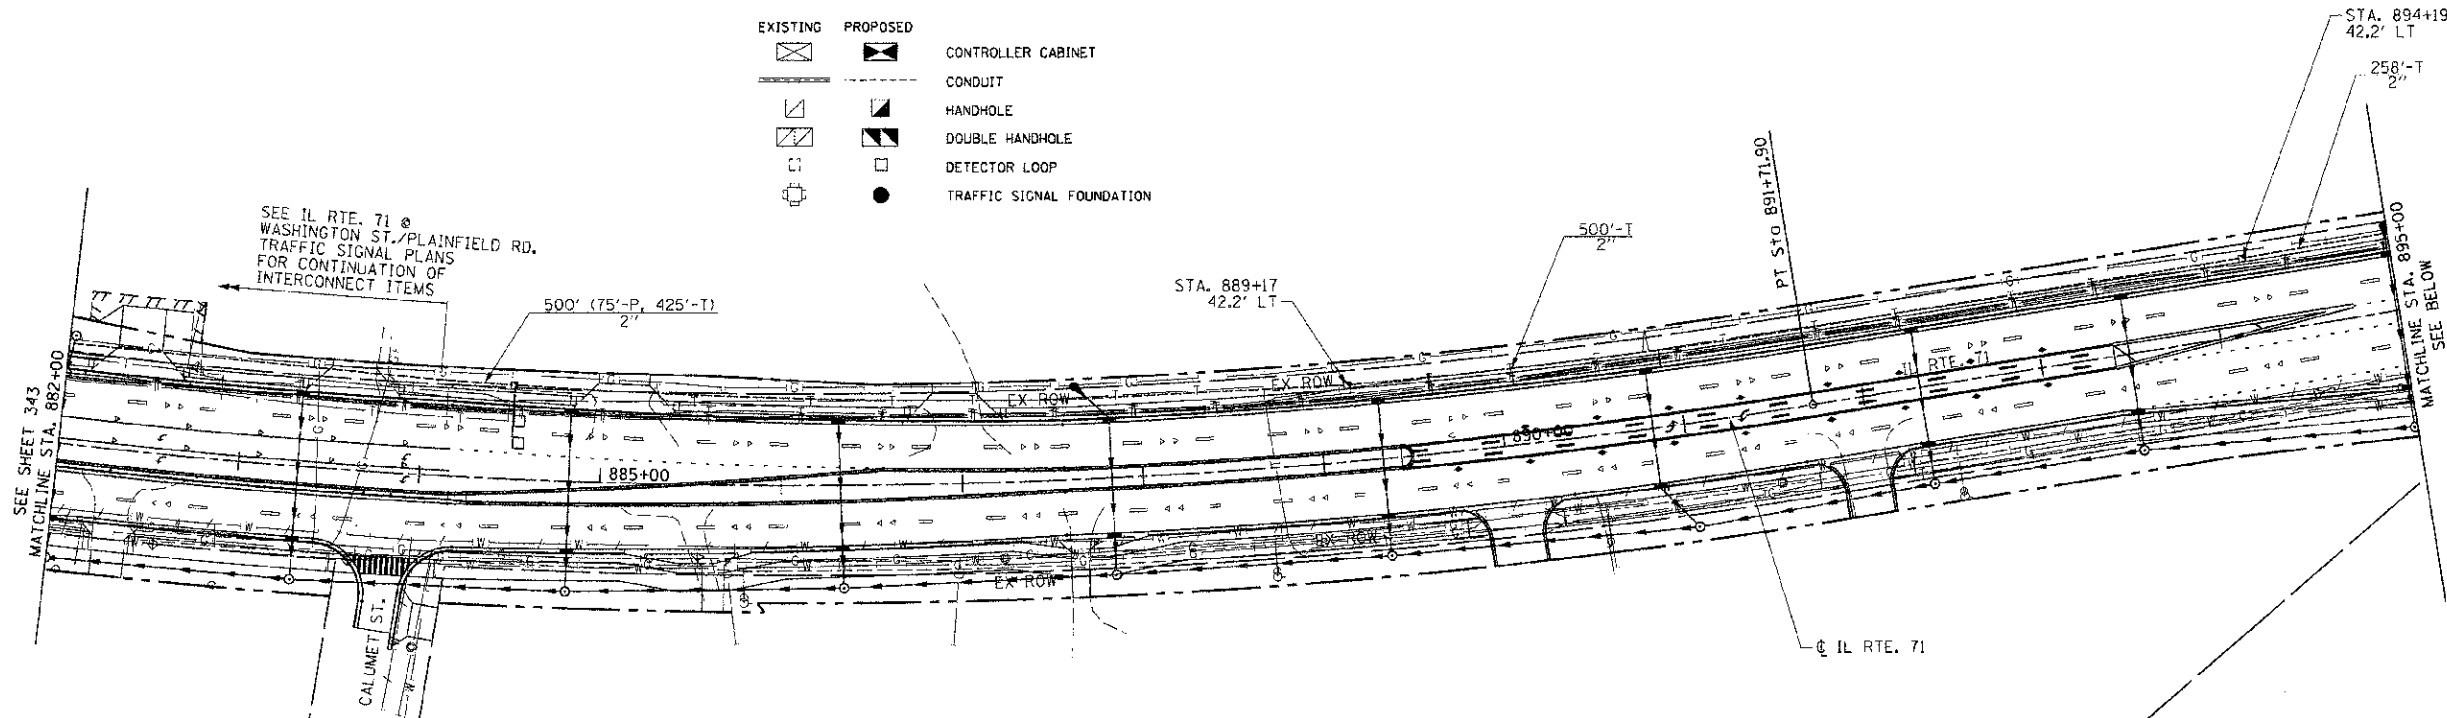 EXISTING PROPOSED
CONTROLLER CABINET
CONDUIT
HANDHOLE
DOUBLE HANDHOLE
DETECTOR LOOP
TRAFFIC SIGNAL FOUNDATION
STA. 894+19
42.2' LT
258'-T
2"
PT Sta 891+71.90
SEE IL RTE. 71 @
WASHINGTON ST./PLAINFIELD RD.
TRAFFIC SIGNAL PLANS
FOR CONTINUATION OF
INTERCONNECT ITEMS
500' (75'-P, 425'-T)
2"
STA. 889+17
42.2' LT
500'-T
2"
SEE SHEET 343
MATCHLINE STA. 882+00
MATCHLINE STA. 895+00
SEE BELOW
EX ROW
EX ROW
IL RTE. 71
885+00
890+00
EX ROW
EX ROW
CALUMET ST.
℄ IL RTE. 71